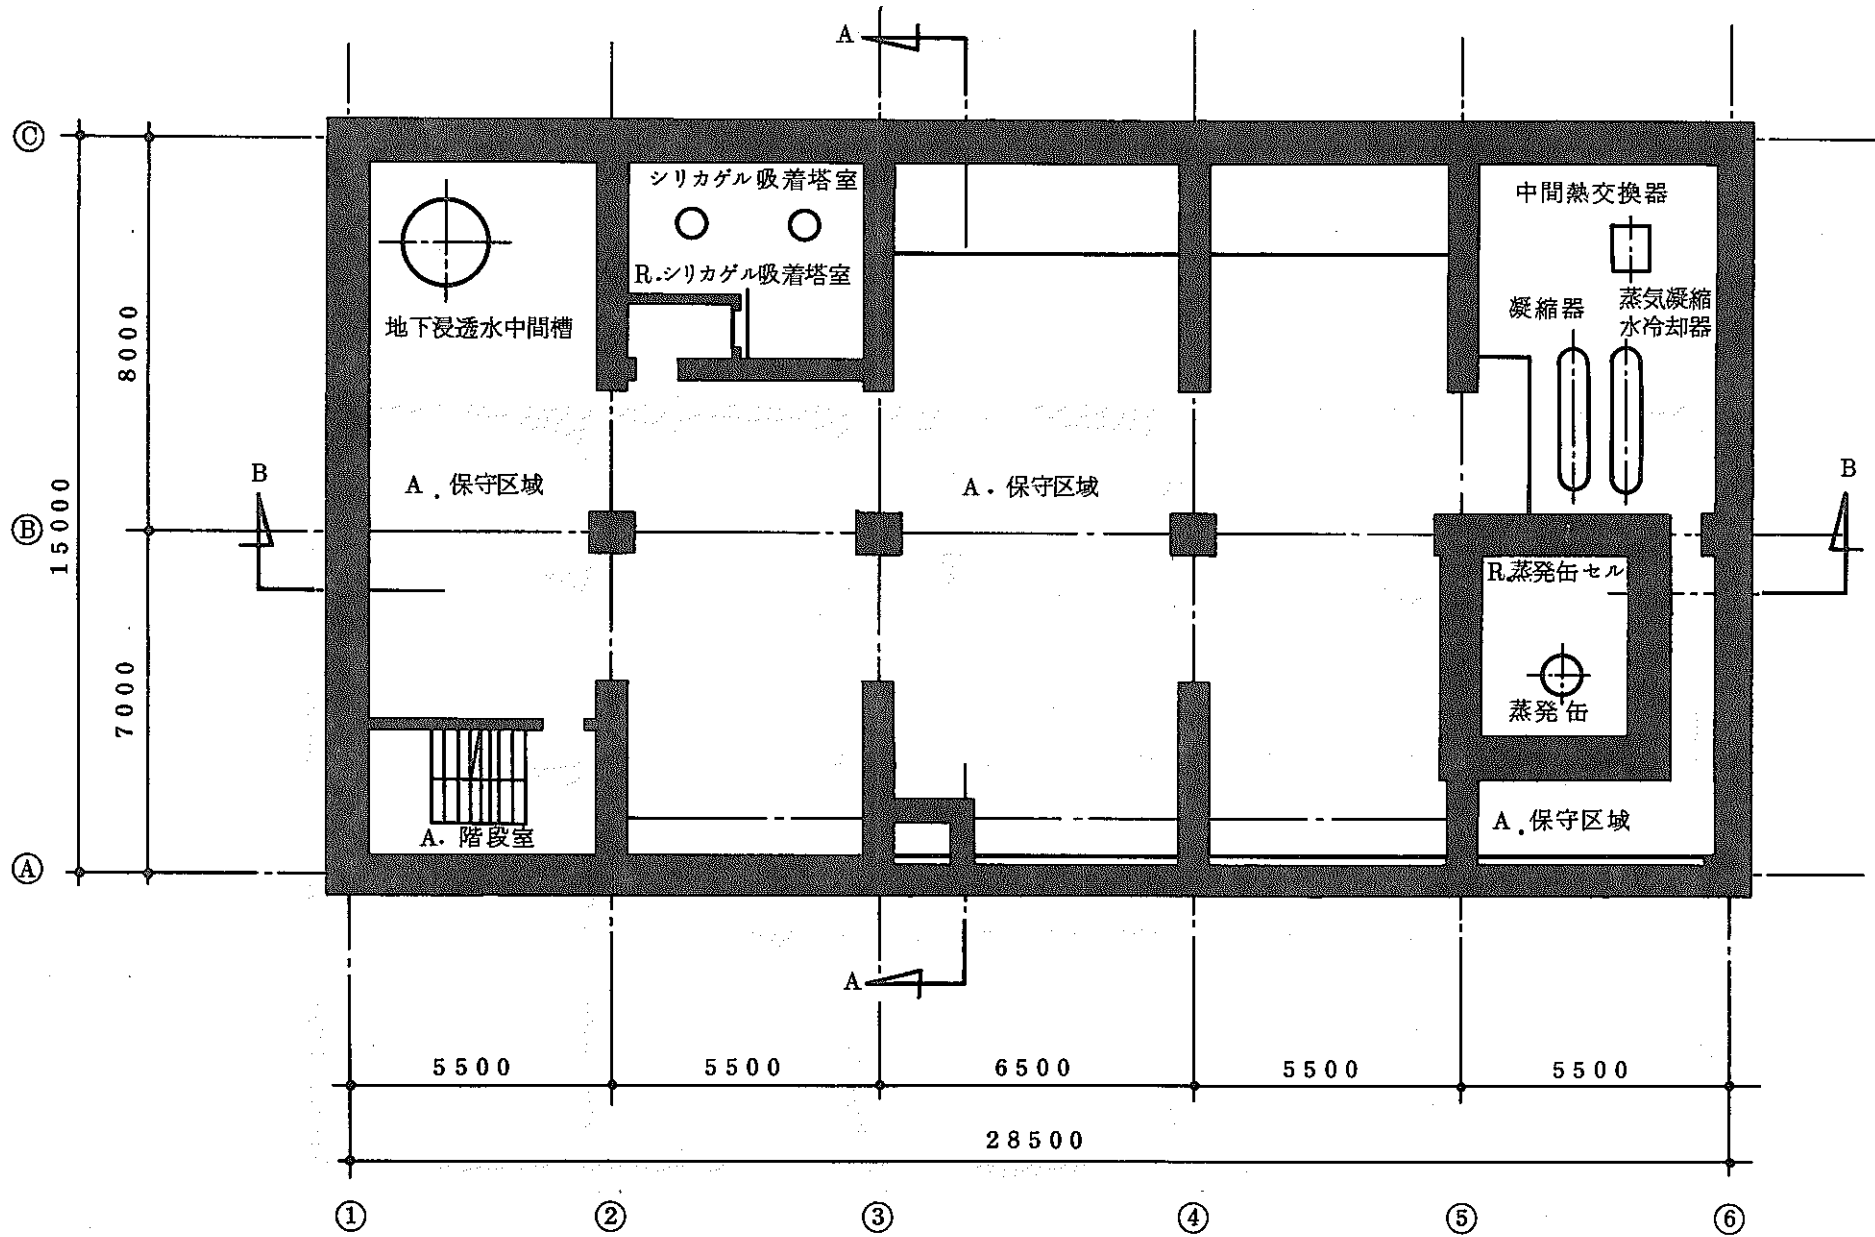 A
Ⓒ
シリカゲル吸着塔室
中間熱交換器
R.シリカゲル吸着塔室
地下浸透水中間槽
凝縮器
蒸気凝縮
水冷却器
8000
A.保守区域
A.保守区域
B
B
Ⓑ
15000
R.蒸発缶セル
7000
蒸発缶
A.階段室
A.保守区域
Ⓐ
A
5500
5500
6500
5500
5500
28500
①
②
③
④
⑤
⑥